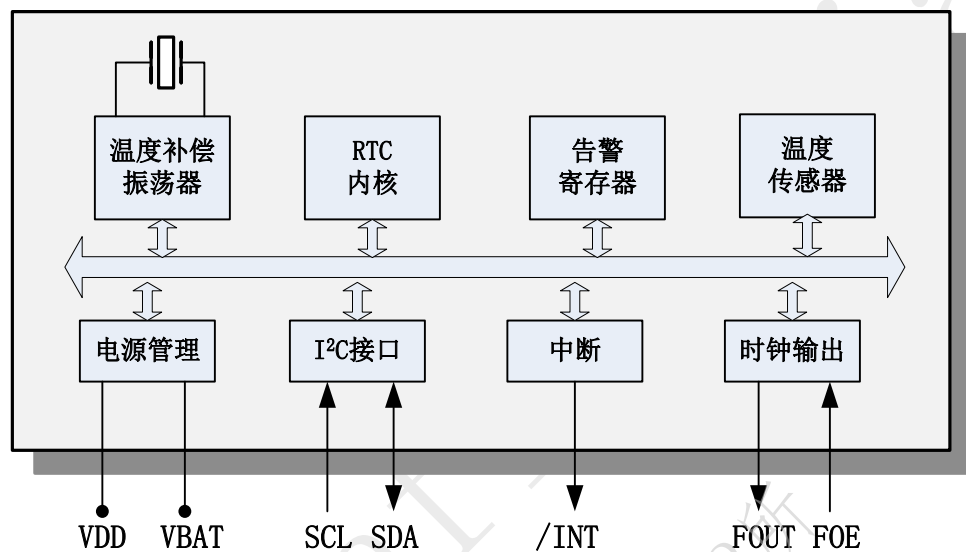 温度补偿
振荡器
RTC
内核
告警
寄存器
温度
传感器
电源管理
I²C接口
中断
时钟输出
VDD VBAT SCL SDA /INT FOUT FOE